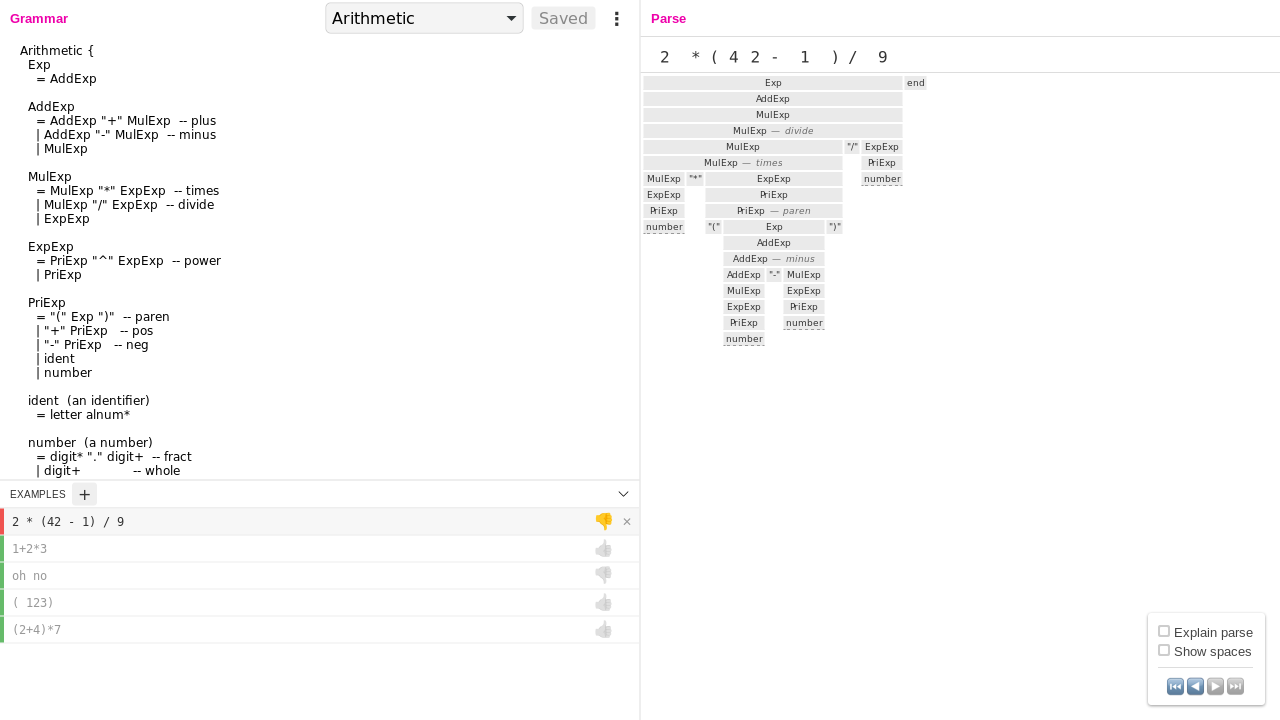 Grammar
Arithmetic
Saved
Arithmetic {
Exp
= AddExp
AddExp
= AddExp "+" MulExp -- plus
| AddExp "-" MulExp -- minus
| MulExp
MulExp
= MulExp "*" ExpExp -- times
| MulExp "/" ExpExp -- divide
| ExpExp
ExpExp
= PriExp "^" ExpExp -- power
| PriExp
PriExp
= "(" Exp ")" -- paren
| "+" PriExp -- pos
| "-" PriExp -- neg
| ident
| number
ident (an identifier)
= letter alnum*
number (a number)
= digit* "." digit+ -- fract
| digit+ -- whole
EXAMPLES +
2 * (42 - 1) / 9 ×
1+2*3
oh no
( 123)
(2+4)*7
Parse
2 * ( 4 2 - 1 ) / 9
Exp end
AddExp
MulExp
MulExp — divide
MulExp "/" ExpExp
MulExp — times PriExp
MulExp "*" ExpExp number
ExpExp PriExp
PriExp PriExp — paren
number "(" Exp ")"
AddExp
AddExp — minus
AddExp "-" MulExp
MulExp ExpExp
ExpExp PriExp
PriExp number
number
Explain parse
Show spaces